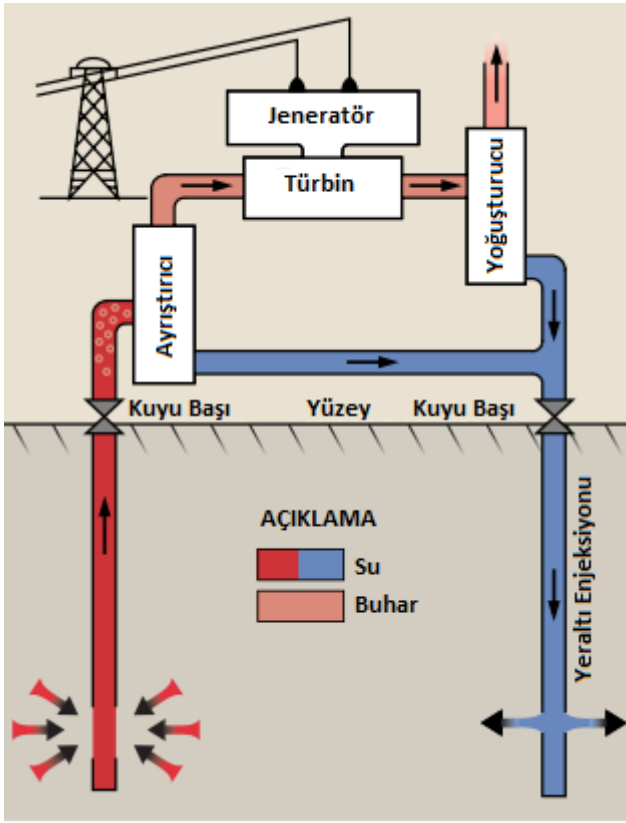 Jeneratör
Türbin
Yoğuşturucu
Ayrıştırıcı
Kuyu Başı
Yüzey
Kuyu Başı
AÇIKLAMA
Su
Buhar
Yeraltı Enjeksiyonu